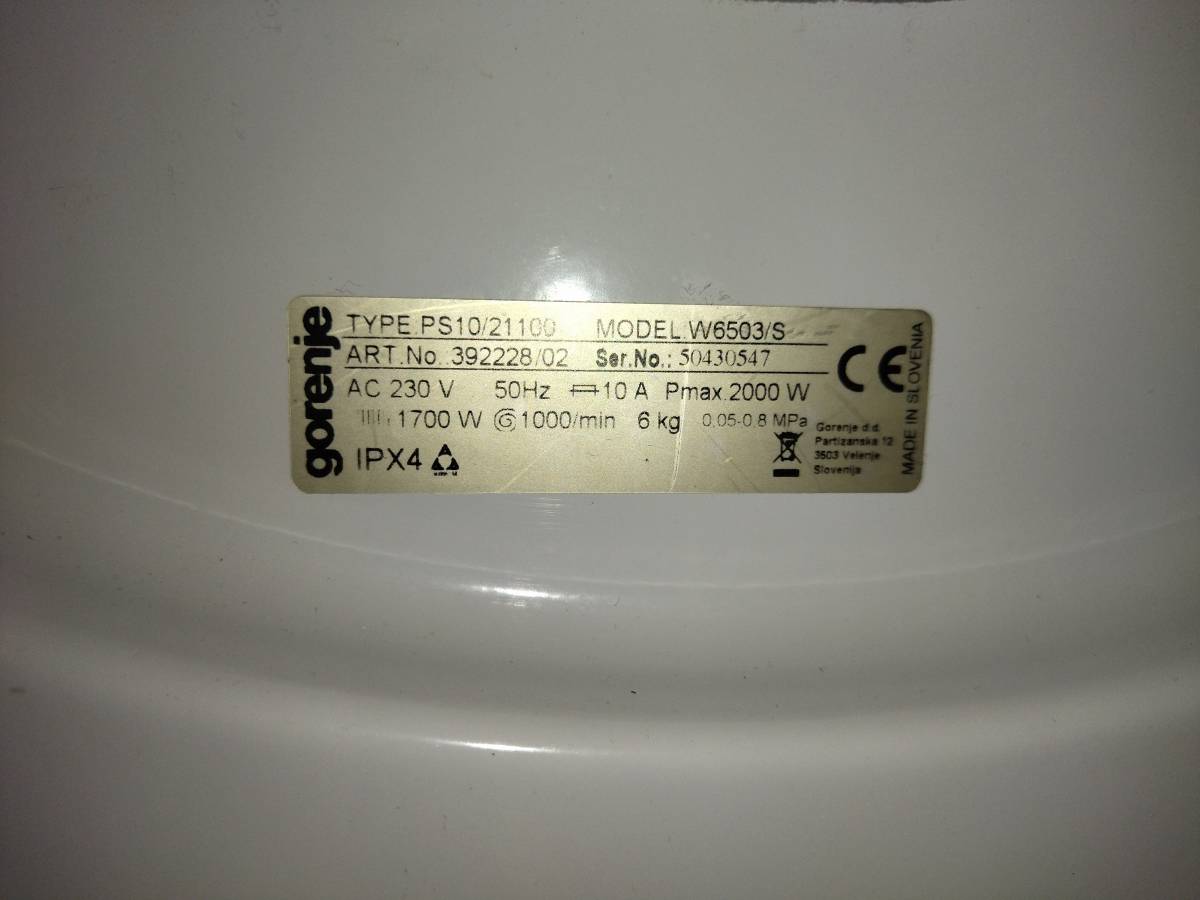 gorenje
TYPE.PS10/21100 MODEL.W6503/S
ART.No.:392228/02 Ser.No.: 50430547
AC 230 V 50Hz 10 A Pmax.2000 W
1700 W 1000/min 6 kg 0,05-0,8 MPa
IPX4
Gorenje d.d.
Partizanska 12
3503 Velenje
Slovenija
CE
MADE IN SLOVENIA